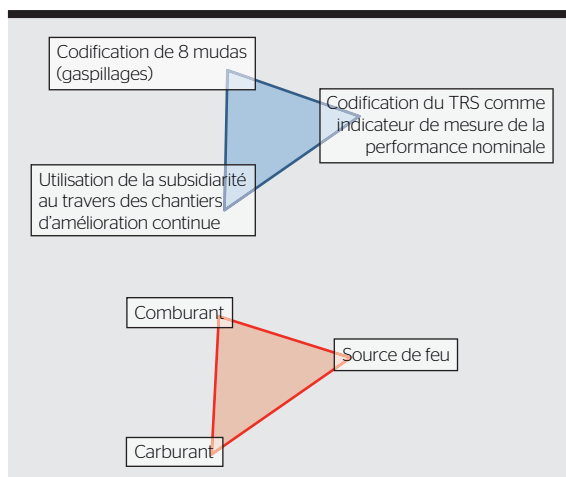 Codification de 8 mudas
(gaspillages)
Codification du TRS comme
indicateur de mesure de la
performance nominale
Utilisation de la subsidiarité
au travers des chantiers
d’amélioration continue
Comburant
Source de feu
Carburant